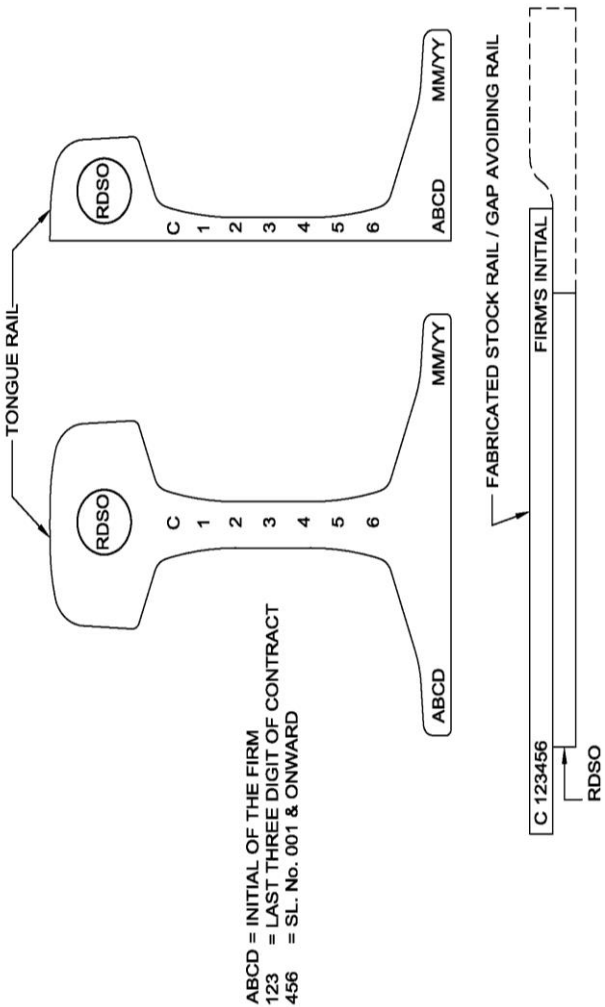 TONGUE RAIL
RDSO
C
1
2
3
4
5
6
ABCD
MM/YY
RDSO
C
1
2
3
4
5
6
ABCD
MM/YY
ABCD = INITIAL OF THE FIRM
123 = LAST THREE DIGIT OF CONTRACT
456 = SL. No. 001 & ONWARD
FABRICATED STOCK RAIL / GAP AVOIDING RAIL
C 123456
FIRM'S INITIAL
RDSO